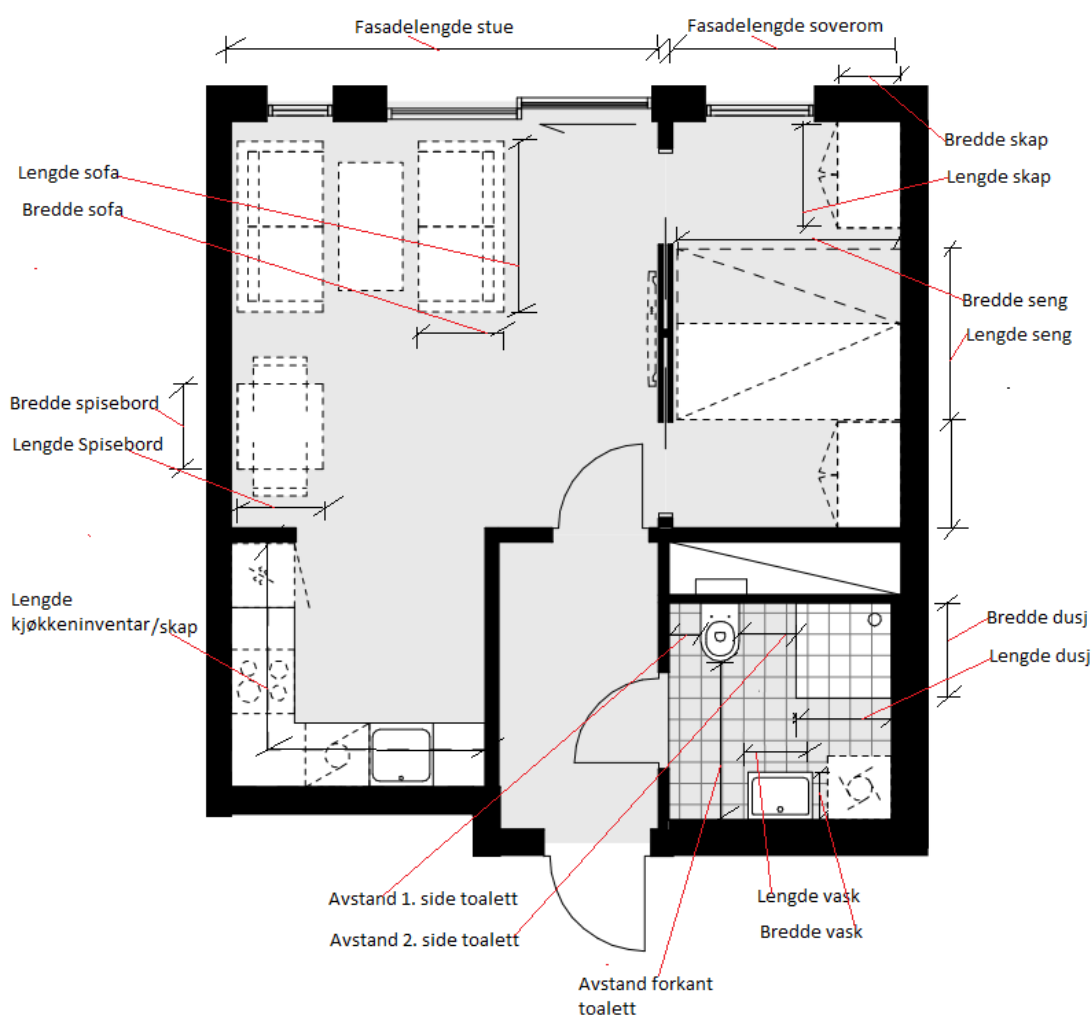 Fasadelengde stue
Fasadelengde soverom
Bredde skap
Lengde skap
Lengde sofa
Bredde sofa
Bredde seng
Lengde seng
Bredde spisebord
Lengde Spisebord
Lengde
kjøkkeninventar/skap
Bredde dusj
Lengde dusj
Avstand 1. side toalett
Lengde vask
Bredde vask
Avstand 2. side toalett
Avstand forkant
toalett